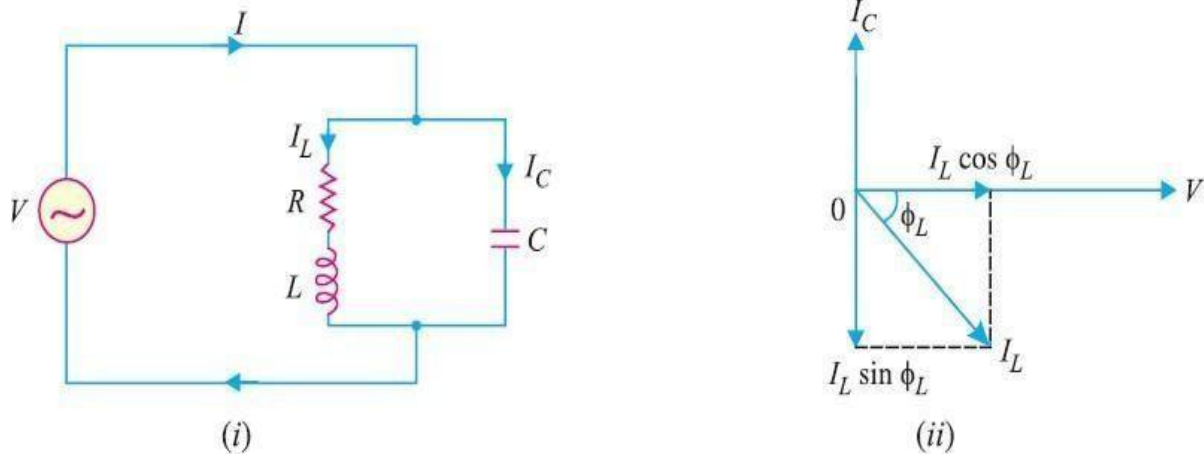 I
I_L
I_C
V
R
C
L
(i)
I_C
I_L cos ϕ_L
V
0
ϕ_L
I_L
I_L sin ϕ_L
(ii)